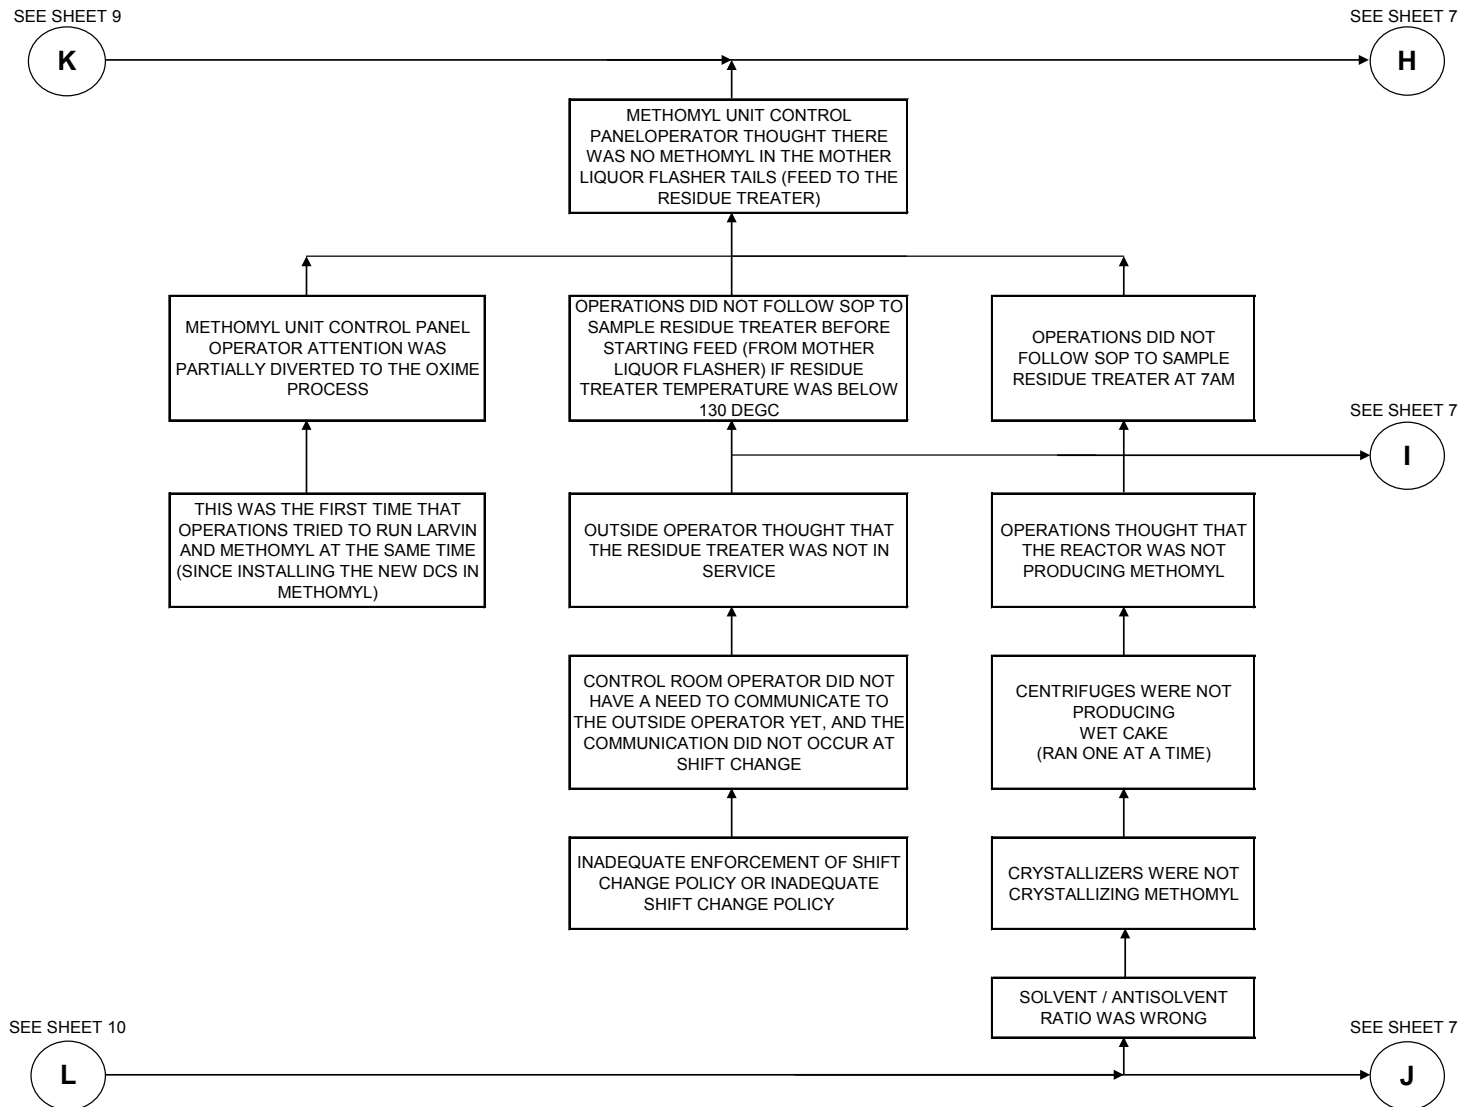 SEE SHEET 9
SEE SHEET 7
K
H
METHOMYL UNIT CONTROL
PANELOPERATOR THOUGHT THERE
WAS NO METHOMYL IN THE MOTHER
LIQUOR FLASHER TAILS (FEED TO THE
RESIDUE TREATER)
METHOMYL UNIT CONTROL PANEL
OPERATOR ATTENTION WAS
PARTIALLY DIVERTED TO THE OXIME
PROCESS
OPERATIONS DID NOT FOLLOW SOP TO
SAMPLE RESIDUE TREATER BEFORE
STARTING FEED (FROM MOTHER
LIQUOR FLASHER) IF RESIDUE
TREATER TEMPERATURE WAS BELOW
130 DEGC
OPERATIONS DID NOT
FOLLOW SOP TO SAMPLE
RESIDUE TREATER AT 7AM
SEE SHEET 7
I
THIS WAS THE FIRST TIME THAT
OPERATIONS TRIED TO RUN LARVIN
AND METHOMYL AT THE SAME TIME
(SINCE INSTALLING THE NEW DCS IN
METHOMYL)
OUTSIDE OPERATOR THOUGHT THAT
THE RESIDUE TREATER WAS NOT IN
SERVICE
OPERATIONS THOUGHT THAT
THE REACTOR WAS NOT
PRODUCING METHOMYL
CONTROL ROOM OPERATOR DID NOT
HAVE A NEED TO COMMUNICATE TO
THE OUTSIDE OPERATOR YET, AND THE
COMMUNICATION DID NOT OCCUR AT
SHIFT CHANGE
CENTRIFUGES WERE NOT
PRODUCING
WET CAKE
(RAN ONE AT A TIME)
INADEQUATE ENFORCEMENT OF SHIFT
CHANGE POLICY OR INADEQUATE
SHIFT CHANGE POLICY
CRYSTALLIZERS WERE NOT
CRYSTALLIZING METHOMYL
SOLVENT / ANTISOLVENT
RATIO WAS WRONG
SEE SHEET 10
SEE SHEET 7
L
J